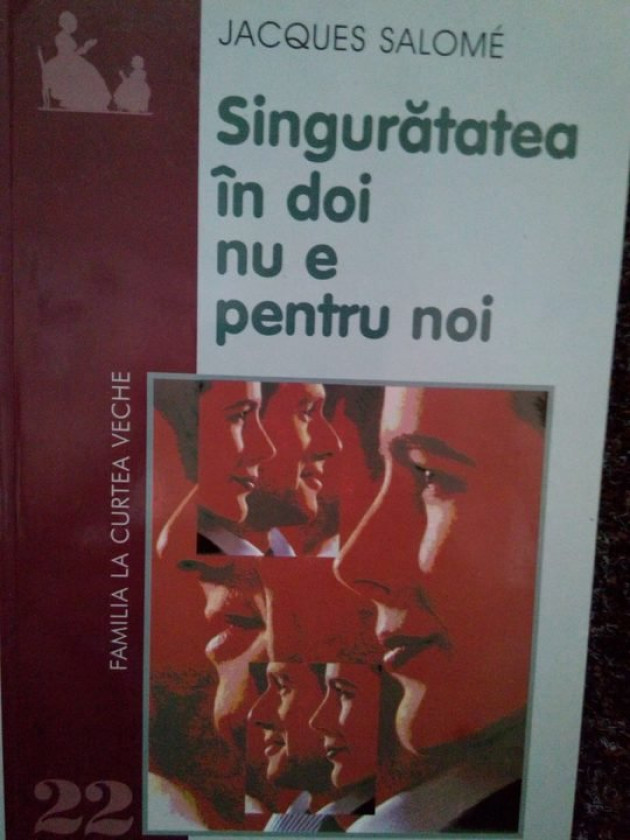 JACQUES SALOMÉ
Singurătatea
în doi
nu e
pentru noi
FAMILIA LA CURTEA VECHE
22